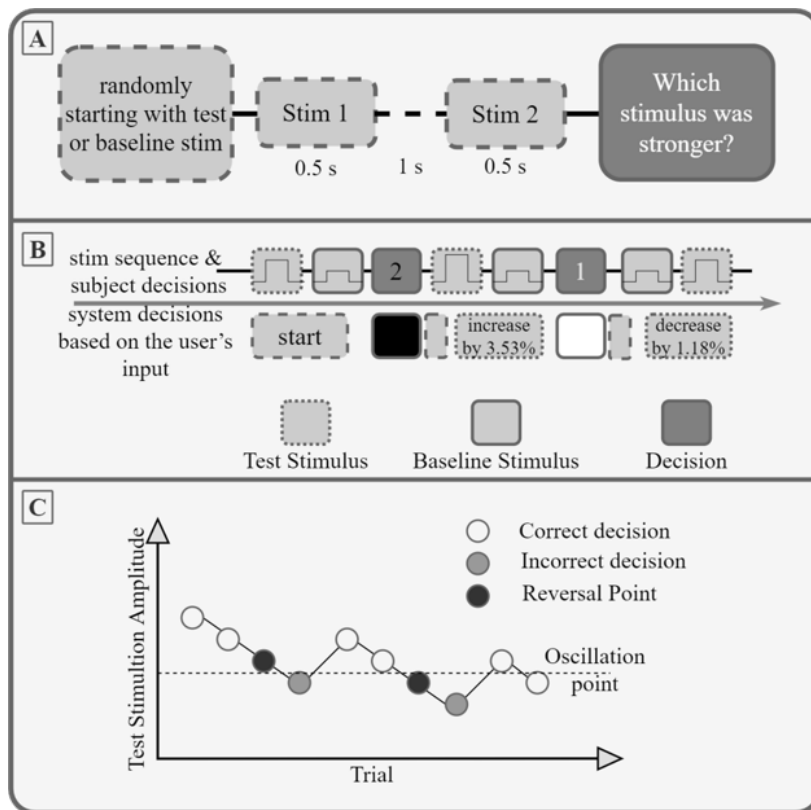 A
randomly
starting with test
or baseline stim
Stim 1
Stim 2
Which
stimulus was
stronger?
0.5 s
1 s
0.5 s
B
stim sequence &
subject decisions
2
1
system decisions
based on the user's
input
start
increase
by 3.53%
decrease
by 1.18%
Test Stimulus
Baseline Stimulus
Decision
C
Test Stimultion Amplitude
Correct decision
Incorrect decision
Reversal Point
Oscillation
point
Trial